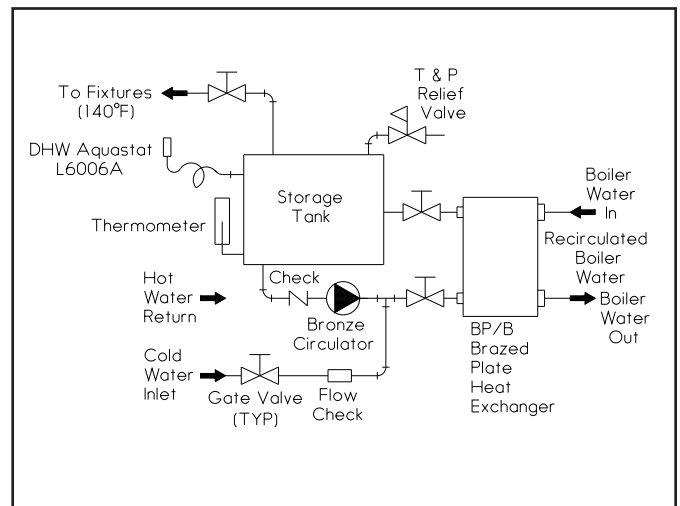 To Fixtures
(140°F)
T & P
Relief
Valve
DHW Aquastat
L6006A
Storage
Tank
Thermometer
Boiler
Water
In
Recirculated
Boiler
Water
Boiler
Water
Out
Hot
Water
Return
Check
Bronze
Circulator
Cold
Water
Inlet
Gate Valve
(TYP)
Flow
Check
BP/B
Brazed
Plate
Heat
Exchanger